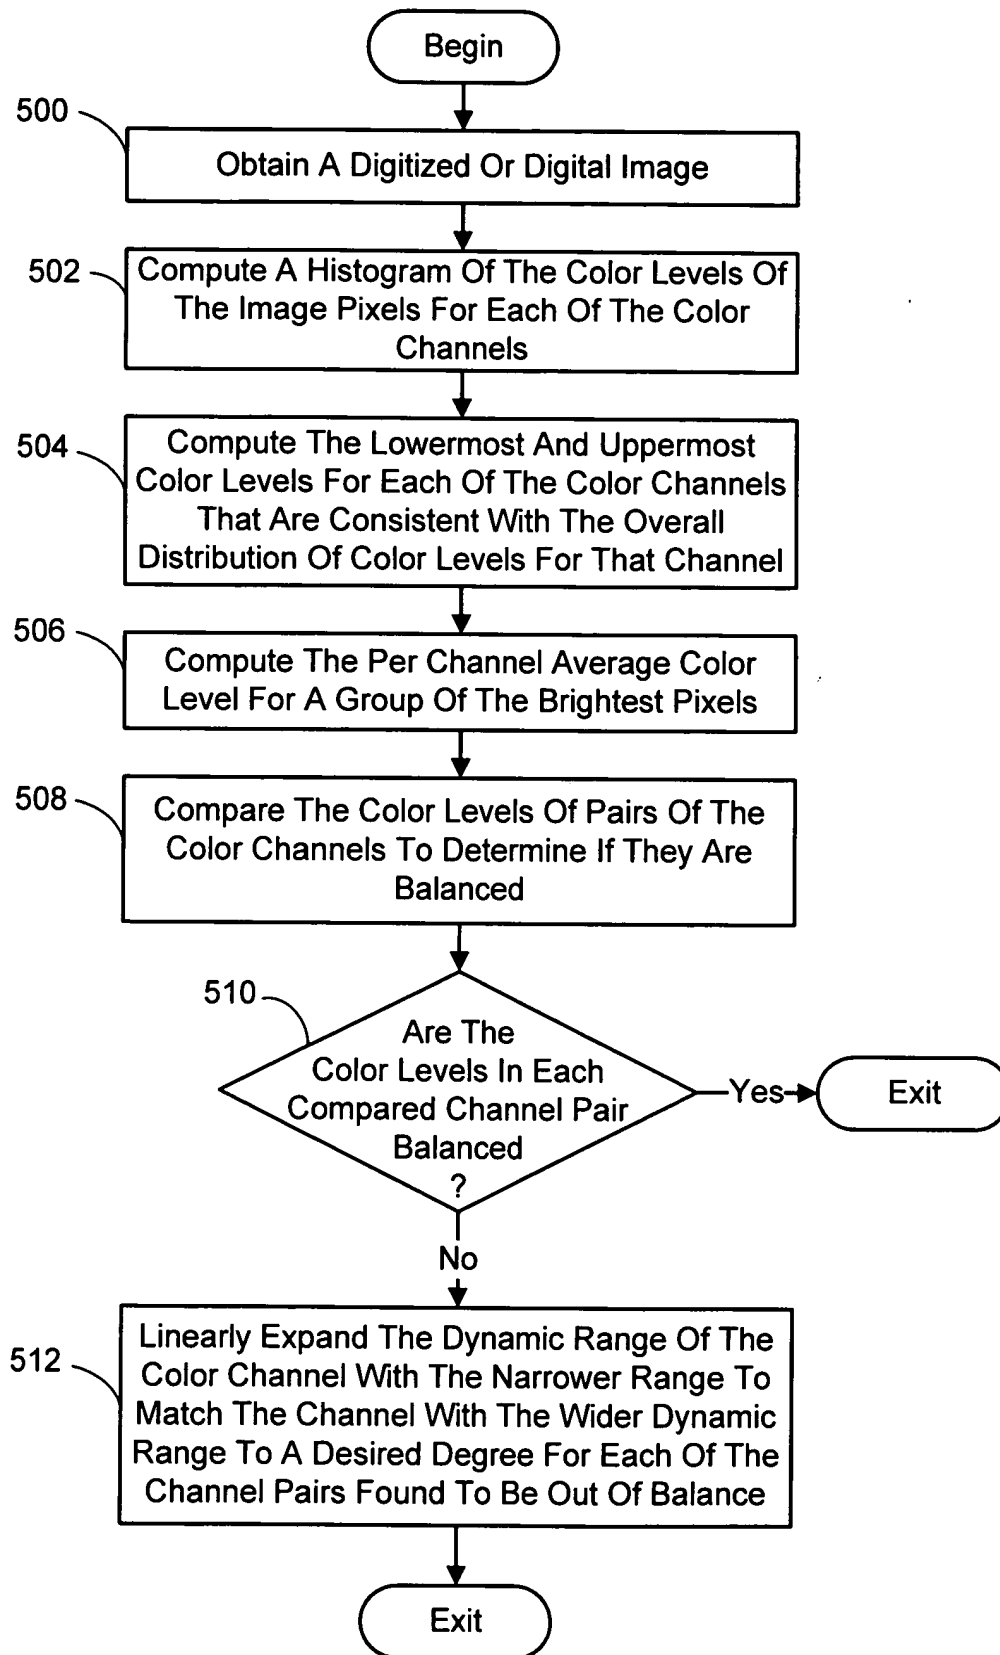 Begin
500
Obtain A Digitized Or Digital Image
502
Compute A Histogram Of The Color Levels Of
The Image Pixels For Each Of The Color
Channels
504
Compute The Lowermost And Uppermost
Color Levels For Each Of The Color Channels
That Are Consistent With The Overall
Distribution Of Color Levels For That Channel
506
Compute The Per Channel Average Color
Level For A Group Of The Brightest Pixels
508
Compare The Color Levels Of Pairs Of The
Color Channels To Determine If They Are
Balanced
510
Are The
Color Levels In Each
Compared Channel Pair
Balanced
?
Yes
Exit
No
512
Linearly Expand The Dynamic Range Of The
Color Channel With The Narrower Range To
Match The Channel With The Wider Dynamic
Range To A Desired Degree For Each Of The
Channel Pairs Found To Be Out Of Balance
Exit